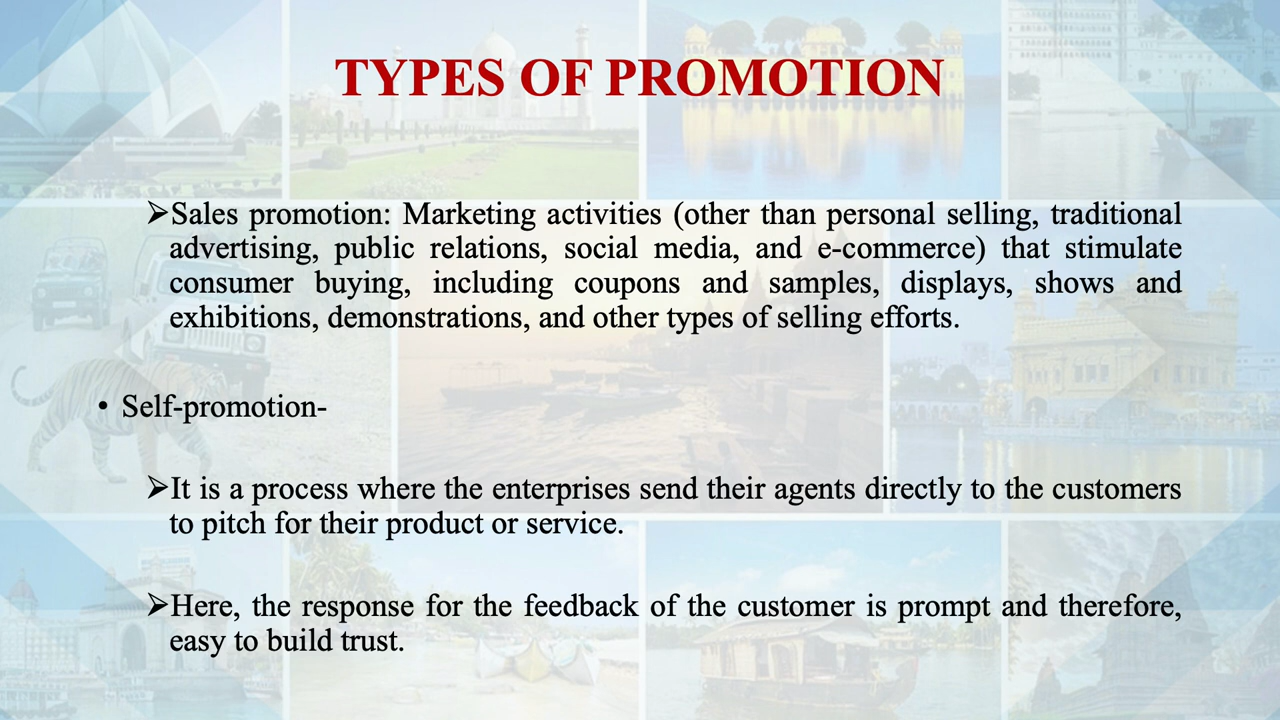 TYPES OF PROMOTION
➢Sales promotion: Marketing activities (other than personal selling, traditional
advertising, public relations, social media, and e-commerce) that stimulate
consumer buying, including coupons and samples, displays, shows and
exhibitions, demonstrations, and other types of selling efforts.
• Self-promotion-
➢It is a process where the enterprises send their agents directly to the customers
to pitch for their product or service.
➢Here, the response for the feedback of the customer is prompt and therefore,
easy to build trust.